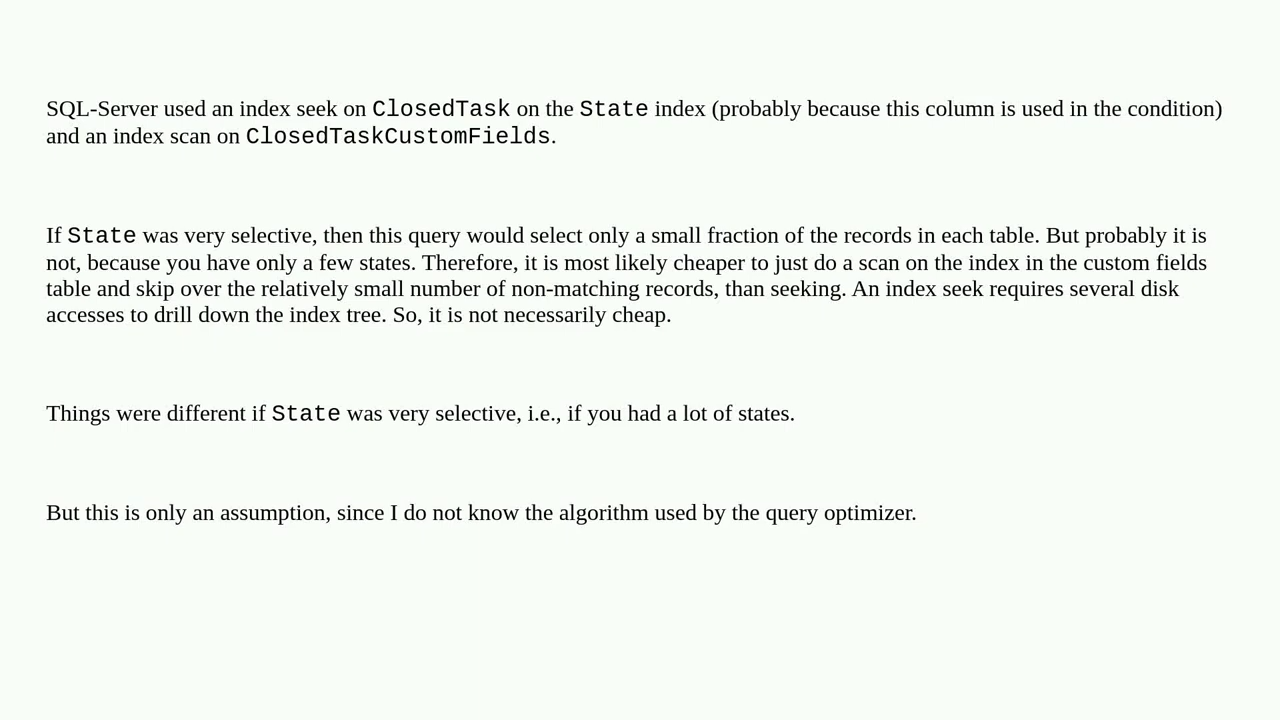 SQL-Server used an index seek on ClosedTask on the State index (probably because this column is used in the condition)
and an index scan on ClosedTaskCustomFields.
If State was very selective, then this query would select only a small fraction of the records in each table. But probably it is
not, because you have only a few states. Therefore, it is most likely cheaper to just do a scan on the index in the custom fields
table and skip over the relatively small number of non-matching records, than seeking. An index seek requires several disk
accesses to drill down the index tree. So, it is not necessarily cheap.
Things were different if State was very selective, i.e., if you had a lot of states.
But this is only an assumption, since I do not know the algorithm used by the query optimizer.